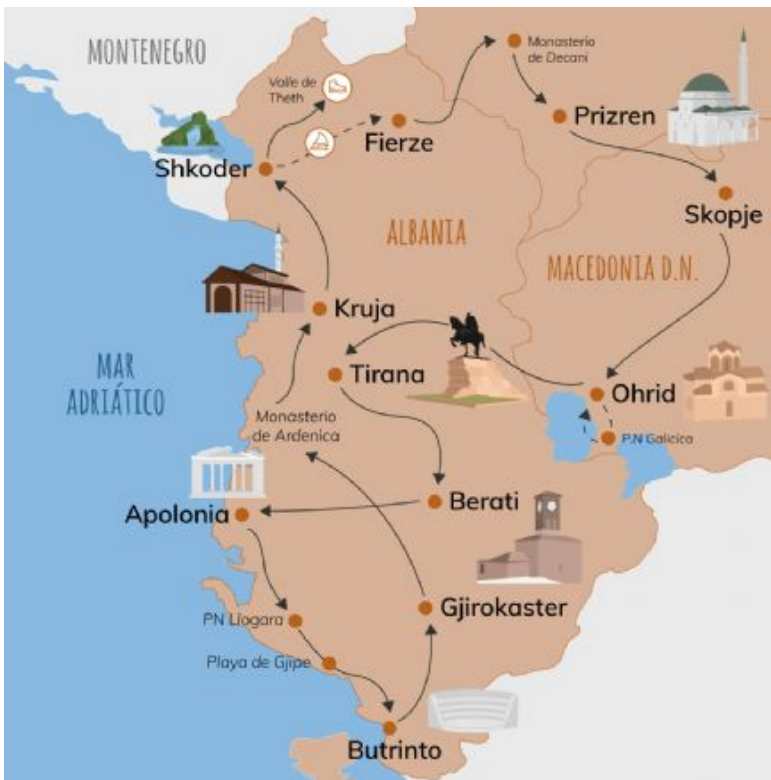 MONTENEGRO
Monasterio
de Decani
Valle de
Theth
Prizren
Fierze
Shkoder
Skopje
ALBANIA
MACEDONIA D.N.
Kruja
MAR
ADRIÁTICO
Tirana
Ohrid
Monasterio
de Ardenica
P.N Galicica
Berati
Apolonia
Gjirokaster
PN Llogara
Playa de Gjipe
Butrinto